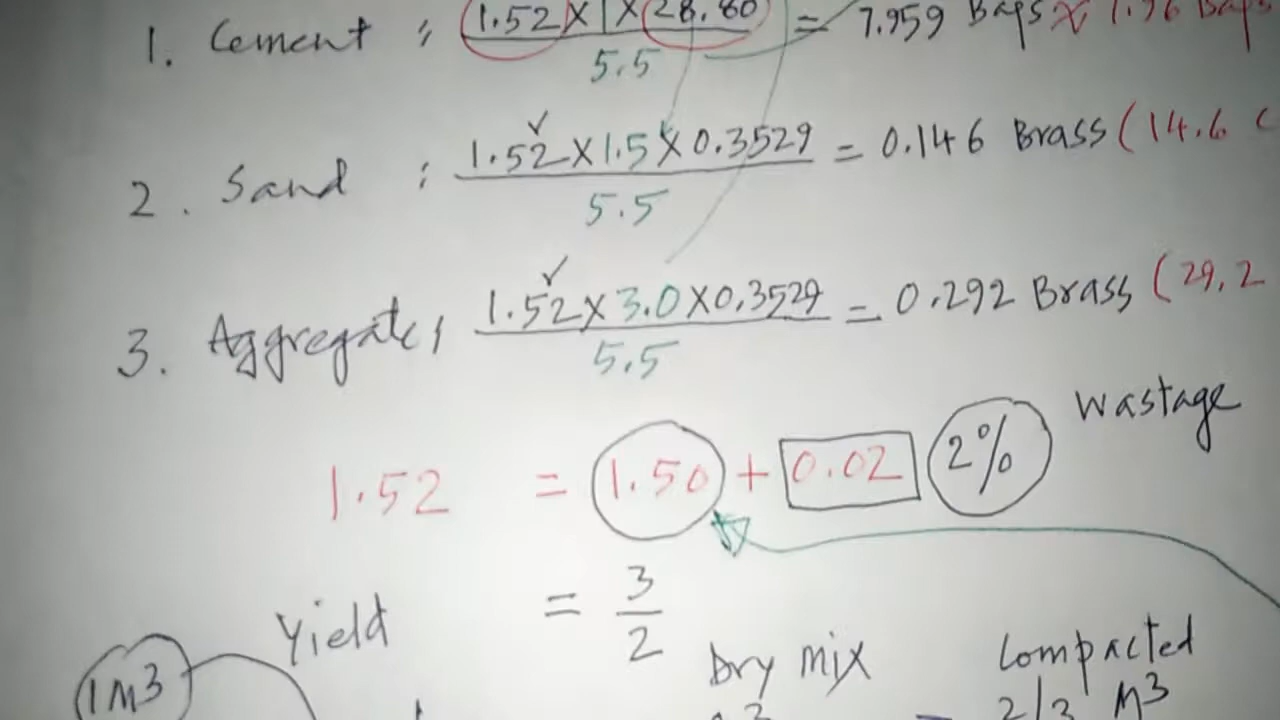 1. Cement : 1.52 X 1 X 28.80 / 5.5 = 7.959 Bags
2. Sand : 1.52 X 1.5 X 0.3529 / 5.5 = 0.146 Brass (14.6
3. Aggregate, 1.52 X 3.0 X 0.3529 / 5.5 = 0.292 Brass (29.2
1.52 = 1.50 + 0.02 2% Wastage
Yield = 3/2
1M3 Dry mix Compacted
= 2/3 M3